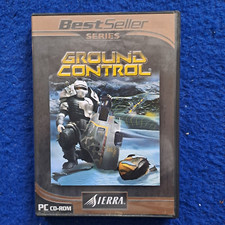 BestSeller
SERIES
GROUND
CONTROL
PC CD-ROM
SIERRA